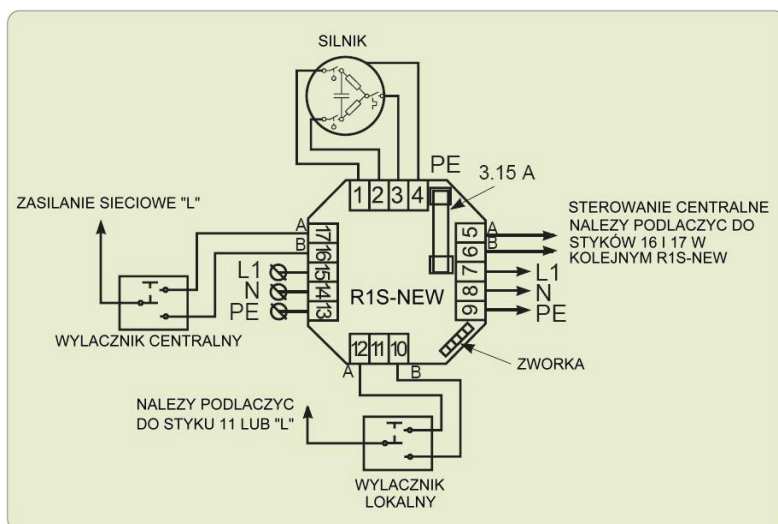 SILNIK
PE
3.15 A
1 2 3 4
ZASILANIE SIECIOWE "L"
STEROWANIE CENTRALNE
NALEZY PODLACZYC DO
STYKÓW 16 I 17 W
KOLEJNYM R1S-NEW
A
B
17
16
15
14
13
L1
N
PE
R1S-NEW
5
6
7
8
9
A
B
L1
N
PE
WYLACZNIK CENTRALNY
12 11 10
A
B
ZWORKA
NALEZY PODLACZYC
DO STYKU 11 LUB "L"
WYLACZNIK
LOKALNY